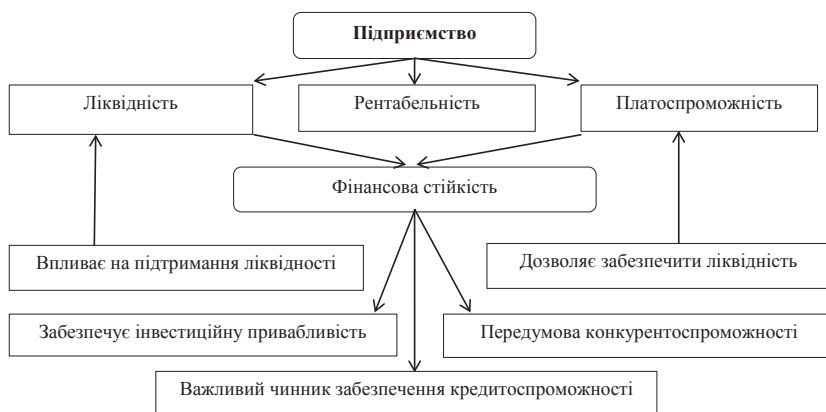 Підприємство
Ліквідність
Рентабельність
Платоспроможність
Фінансова стійкість
Впливає на підтримання ліквідності
Дозволяє забезпечити ліквідність
Забезпечує інвестиційну привабливість
Передумова конкурентоспроможності
Важливий чинник забезпечення кредитоспроможності